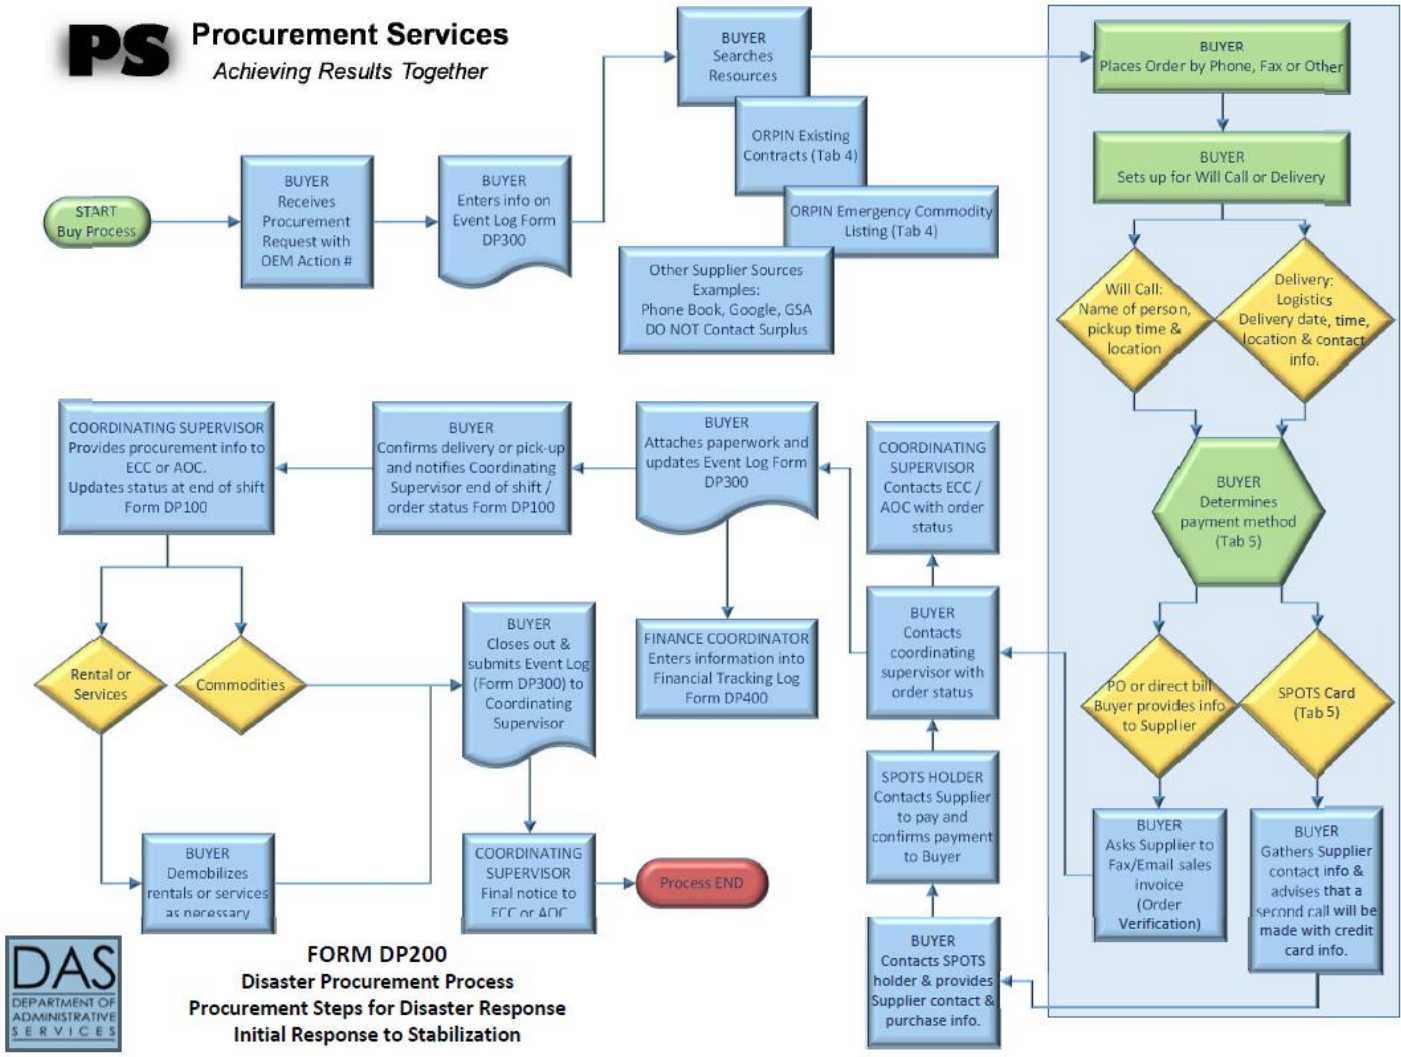 PS
Procurement Services
Achieving Results Together
START
Buy Process
BUYER
Receives
Procurement
Request with
OEM Action #
BUYER
Enters info on
Event Log Form
DP300
BUYER
Searches
Resources
ORPIN Existing
Contracts (Tab 4)
ORPIN Emergency Commodity
Listing (Tab 4)
Other Supplier Sources
Examples:
Phone Book, Google, GSA
DO NOT Contact Surplus
BUYER
Places Order by Phone, Fax or Other
BUYER
Sets up for Will Call or Delivery
Will Call:
Name of person,
pickup time &
location
Delivery:
Logistics
Delivery date, time,
location & contact
info.
BUYER
Determines
payment method
(Tab 5)
PO or direct bill
Buyer provides info
to Supplier
SPOTS Card
(Tab 5)
BUYER
Asks Supplier to
Fax/Email sales
invoice
(Order
Verification)
BUYER
Gathers Supplier
contact info &
advises that a
second call will be
made with credit
card info.
BUYER
Contacts SPOTS
holder & provides
Supplier contact &
purchase info.
SPOTS HOLDER
Contacts Supplier
to pay and
confirms payment
to Buyer
BUYER
Contacts
coordinating
supervisor with
order status
COORDINATING
SUPERVISOR
Contacts ECC /
AOC with order
status
BUYER
Attaches paperwork and
updates Event Log Form
DP300
FINANCE COORDINATOR
Enters information into
Financial Tracking Log
Form DP400
BUYER
Confirms delivery or pick-up
and notifies Coordinating
Supervisor end of shift /
order status Form DP100
COORDINATING SUPERVISOR
Provides procurement info to
ECC or AOC.
Updates status at end of shift
Form DP100
Rental or
Services
Commodities
BUYER
Demobilizes
rentals or services
as necessary
BUYER
Closes out &
submits Event Log
(Form DP300) to
Coordinating
Supervisor
COORDINATING
SUPERVISOR
Final notice to
ECC or AOC
Process END
DAS
DEPARTMENT OF
ADMINISTRATIVE
SERVICES
FORM DP200
Disaster Procurement Process
Procurement Steps for Disaster Response
Initial Response to Stabilization